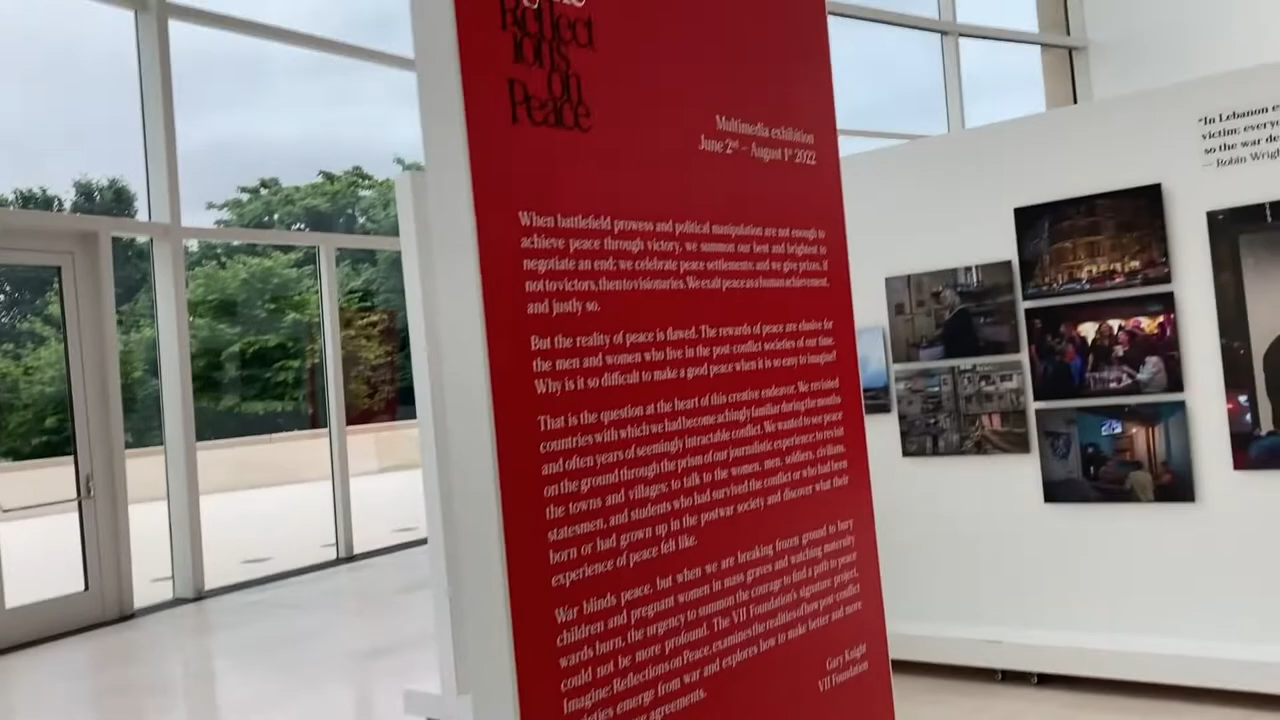 Reflect
ions
on
Peace
Multimedia exhibition
June 2nd – August 1st 2022
When battlefield prowess and political manipulation are not enough to
achieve peace through victory, we summon our best and brightest to
negotiate an end; we celebrate peace settlements; and we give prizes, if
not to victors, then to visionaries. We exalt peace as a human achievement,
and justly so.
But the reality of peace is flawed. The rewards of peace are elusive for
the men and women who live in the post-conflict societies of our time.
Why is it so difficult to make a good peace when it is so easy to imagine?
That is the question at the heart of this creative endeavor. We revisited
countries with which we had become achingly familiar during the months
and often years of seemingly intractable conflict. We wanted to see peace
on the ground through the prism of our journalistic experience; to revisit
the towns and villages; to talk to the women, men, soldiers, civilians,
statesmen, and students who had survived the conflict or who had been
born or had grown up in the postwar society and discover what their
experience of peace felt like.
War blinds peace, but when we are breaking frozen ground to bury
children and pregnant women in mass graves and watching maternity
wards burn, the urgency to summon the courage to find a path to peace
could not be more profound. The VII Foundation's signature project,
Imagine: Reflections on Peace, examines the realities of how post-conflict
societies emerge from war and explores how to make better and more
agreements.
Gary Knight
VII Foundation
"In Lebanon e
victim; every
so the war de
— Robin Wrigh